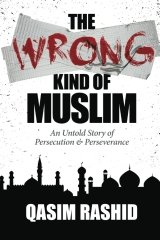 THE
WRONG
KIND OF
MUSLIM
An Untold Story of
Persecution & Perseverance
QASIM RASHID